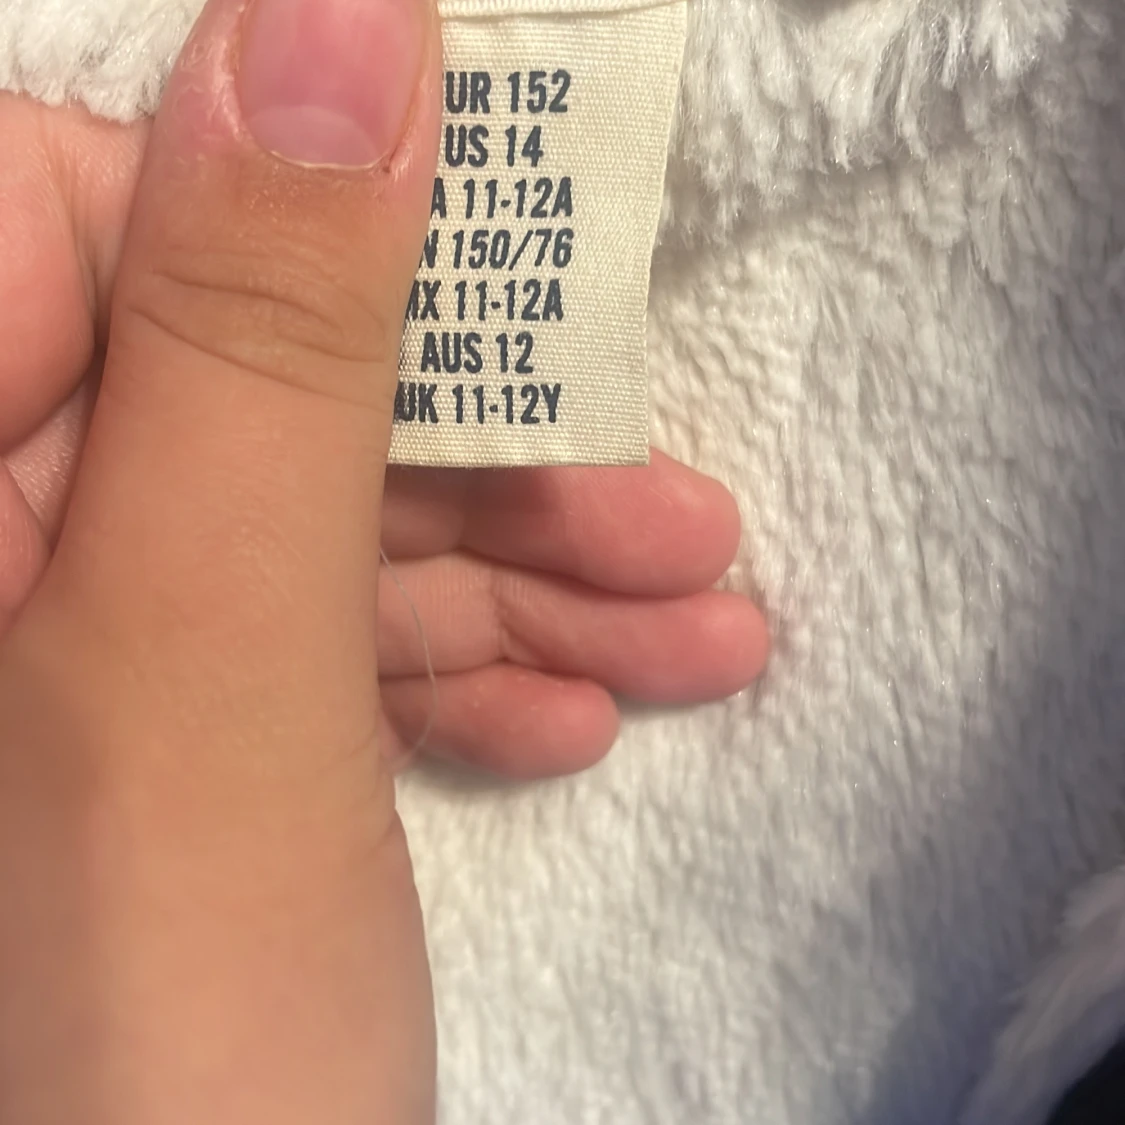 UR 152
US 14
A 11-12A
N 150/76
MX 11-12A
AUS 12
UK 11-12Y